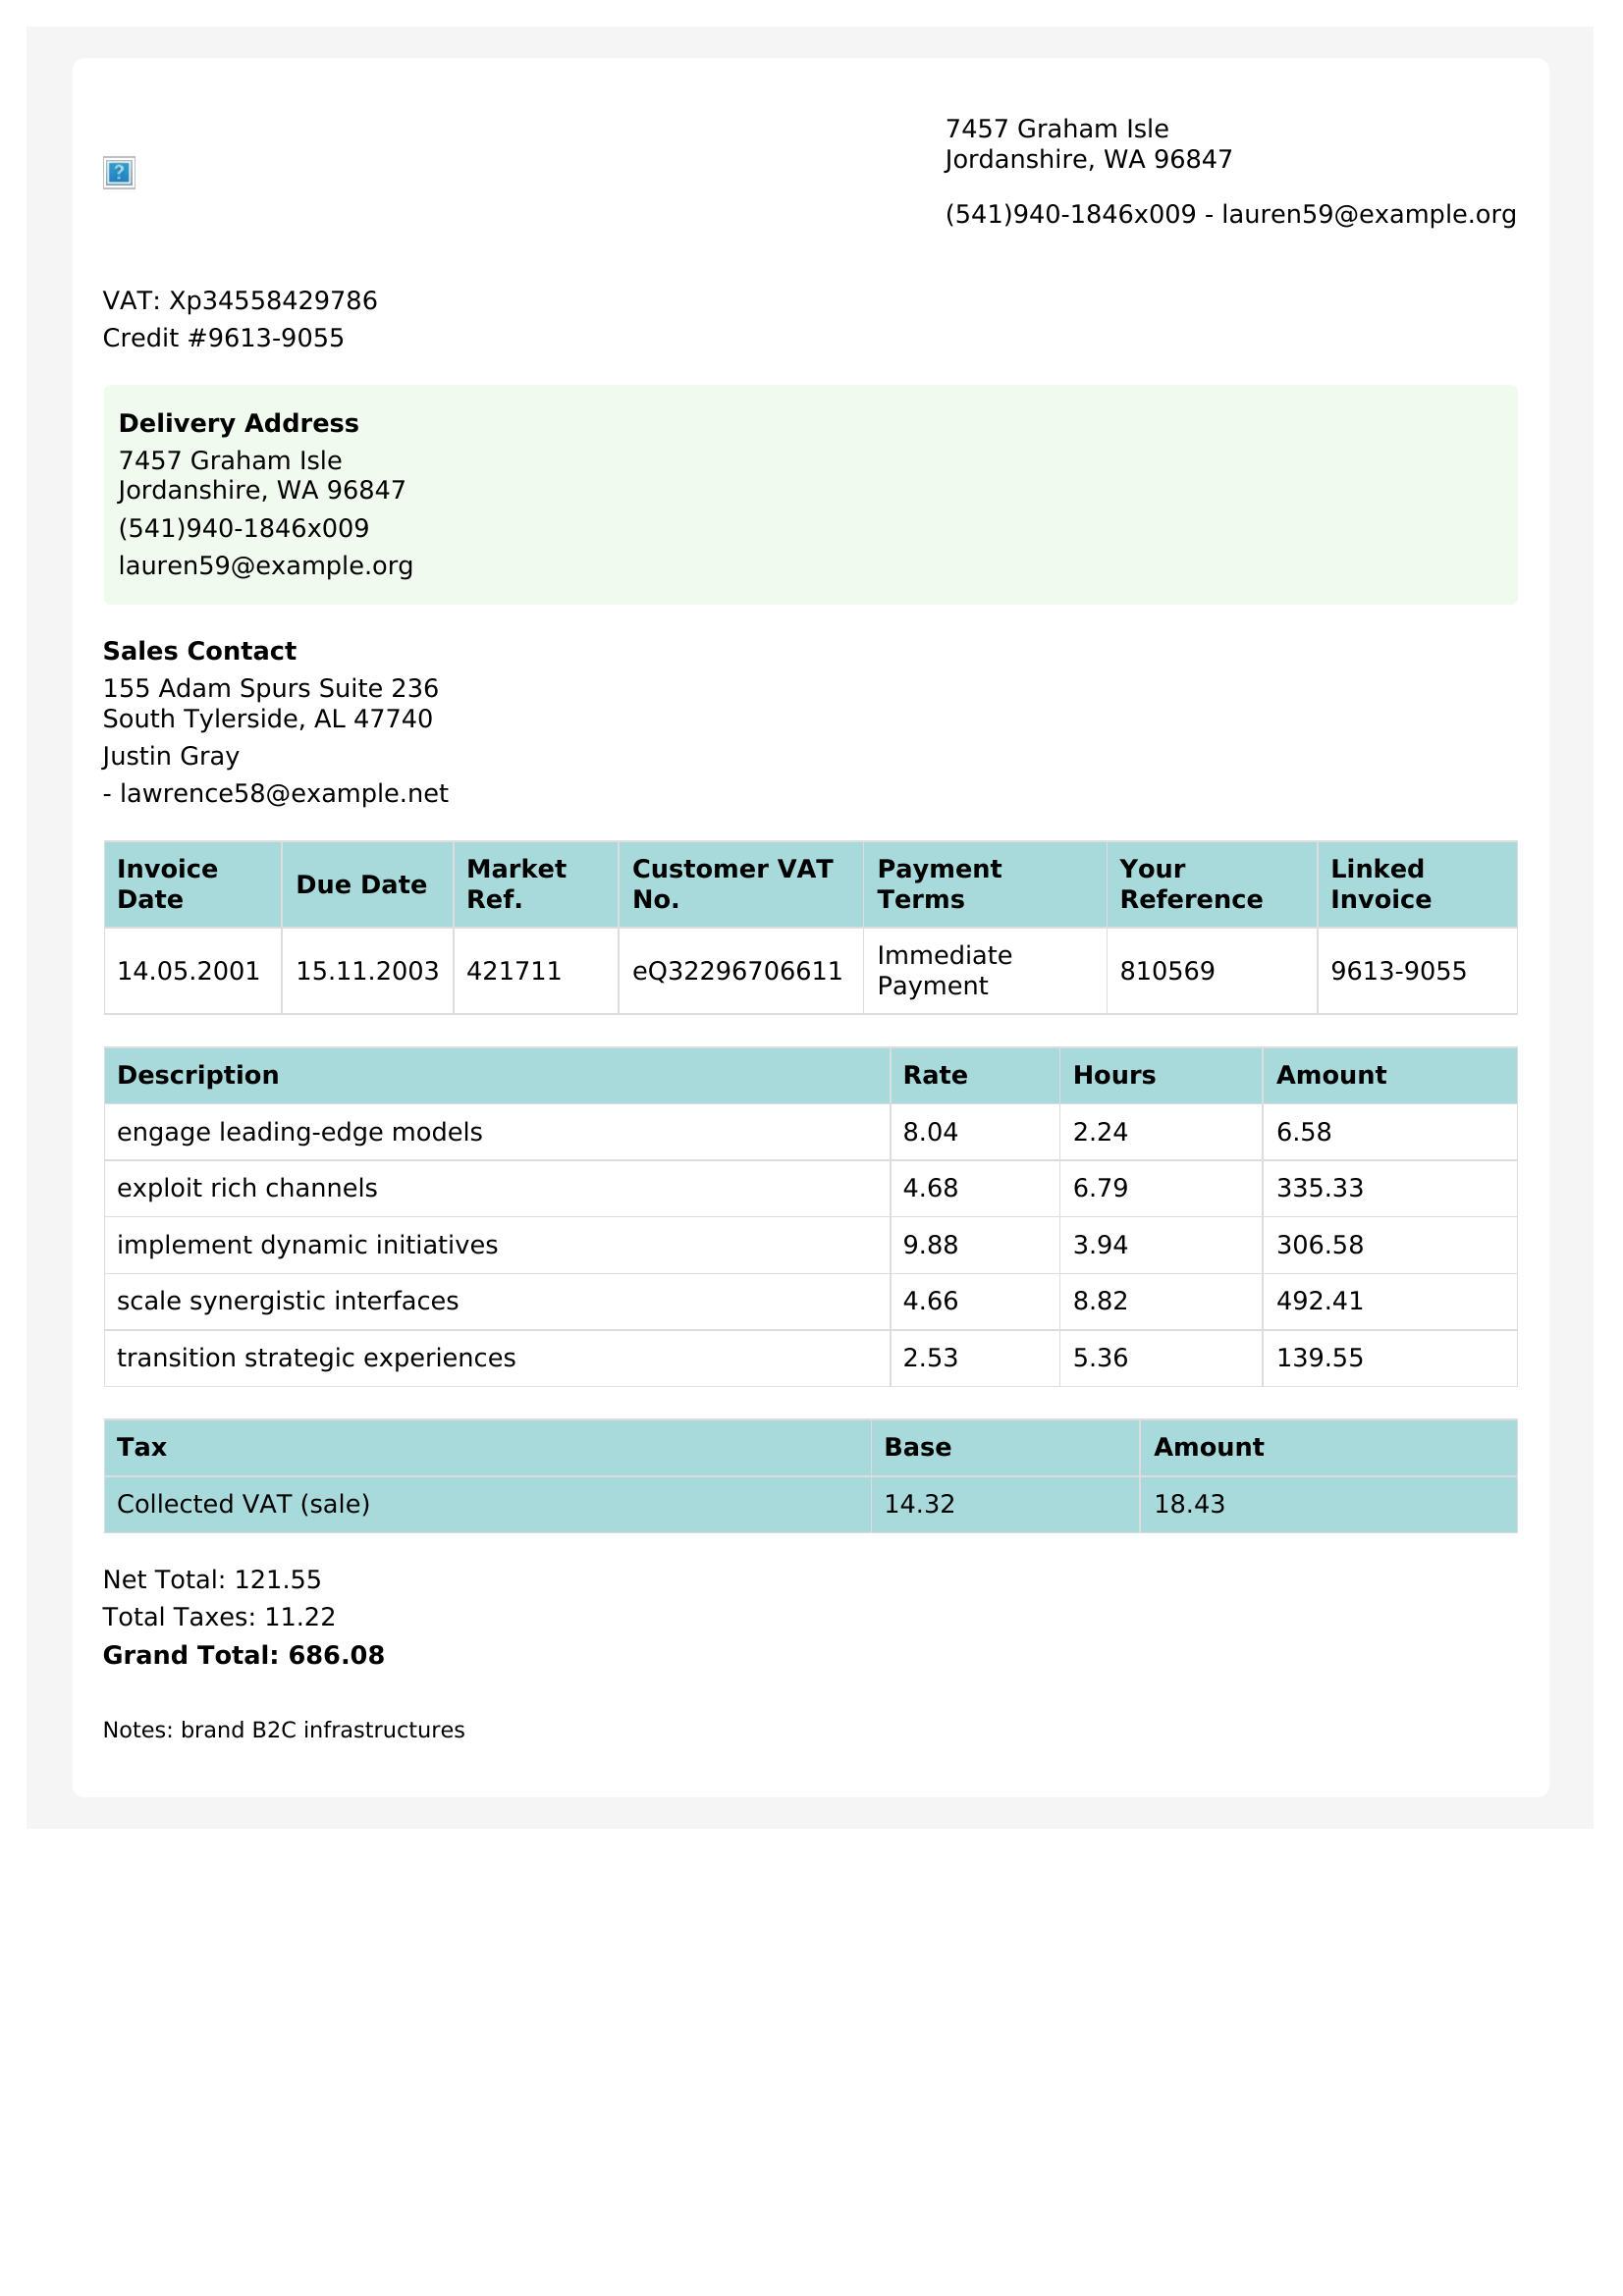 7457 Graham Isle
Jordanshire, WA 96847
(541)940-1846x009 - lauren59@example.org
VAT: Xp34558429786
Credit #9613-9055
Delivery Address
7457 Graham Isle
Jordanshire, WA 96847
(541)940-1846x009
lauren59@example.org
Sales Contact
155 Adam Spurs Suite 236
South Tylerside, AL 47740
Justin Gray
- lawrence58@example.net
Invoice Date Due Date Market Ref. Customer VAT No. Payment Terms Your Reference Linked Invoice
14.05.2001 15.11.2003 421711 eQ32296706611 Immediate Payment 810569 9613-9055
Description Rate Hours Amount
engage leading-edge models 8.04 2.24 6.58
exploit rich channels 4.68 6.79 335.33
implement dynamic initiatives 9.88 3.94 306.58
scale synergistic interfaces 4.66 8.82 492.41
transition strategic experiences 2.53 5.36 139.55
Tax Base Amount
Collected VAT (sale) 14.32 18.43
Net Total: 121.55
Total Taxes: 11.22
Grand Total: 686.08
Notes: brand B2C infrastructures